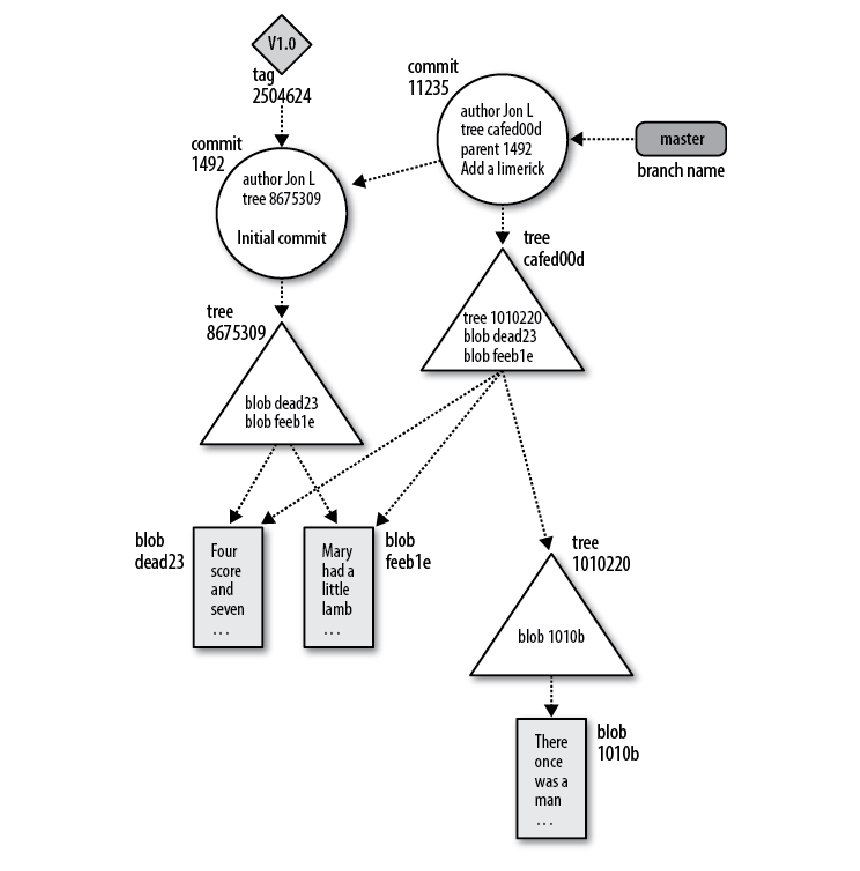 V1.0
tag
2504624
commit
11235
author Jon L
tree cafed00d
parent 1492
Add a limerick
master
branch name
commit
1492
author Jon L
tree 8675309
Initial commit
tree
cafed00d
tree 1010220
blob dead23
blob feeb1e
tree
8675309
blob dead23
blob feeb1e
blob
dead23
Four
score
and
seven
...
Mary
had a
little
lamb
...
blob
feeb1e
tree
1010220
blob 1010b
There
once
was a
man
...
blob
1010b